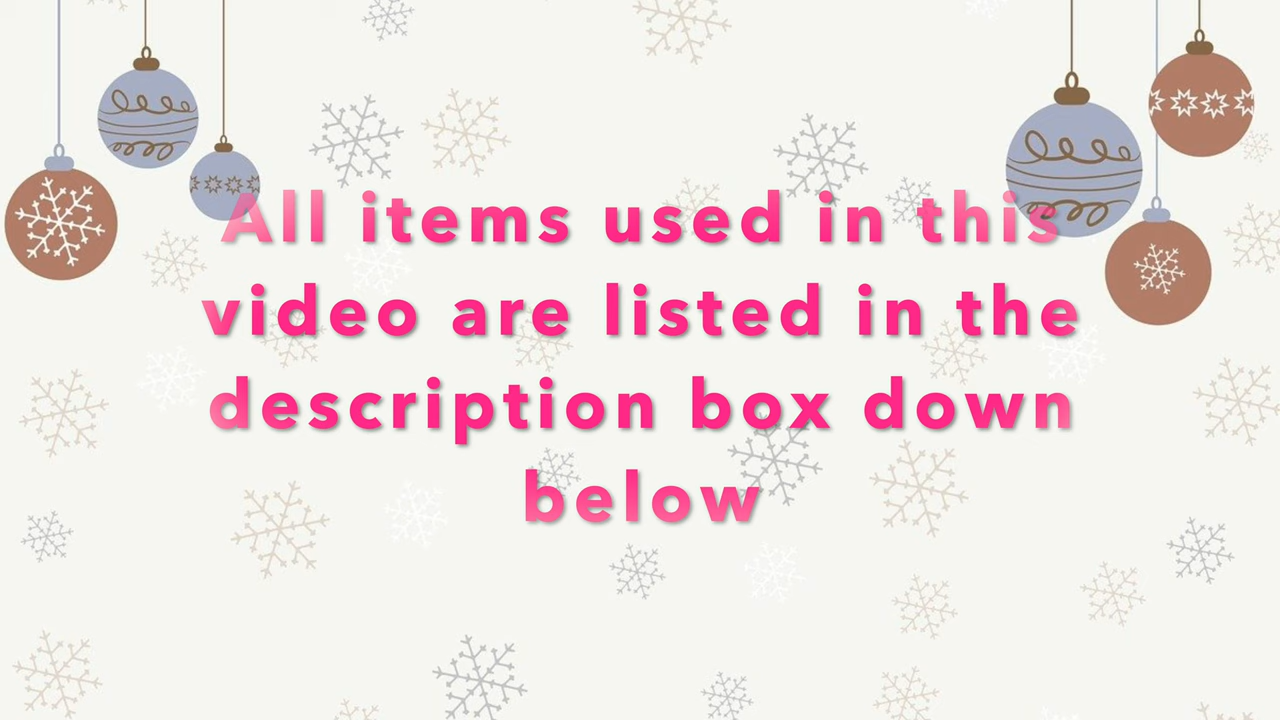 All items used in this
video are listed in the
description box down
below